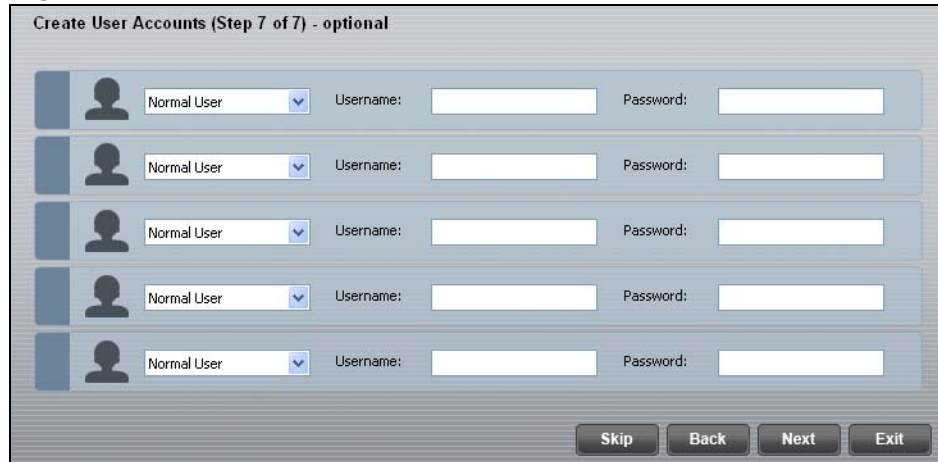 Create User Accounts (Step 7 of 7) - optional
Normal User Username: Password:
Normal User Username: Password:
Normal User Username: Password:
Normal User Username: Password:
Normal User Username: Password:
Skip Back Next Exit